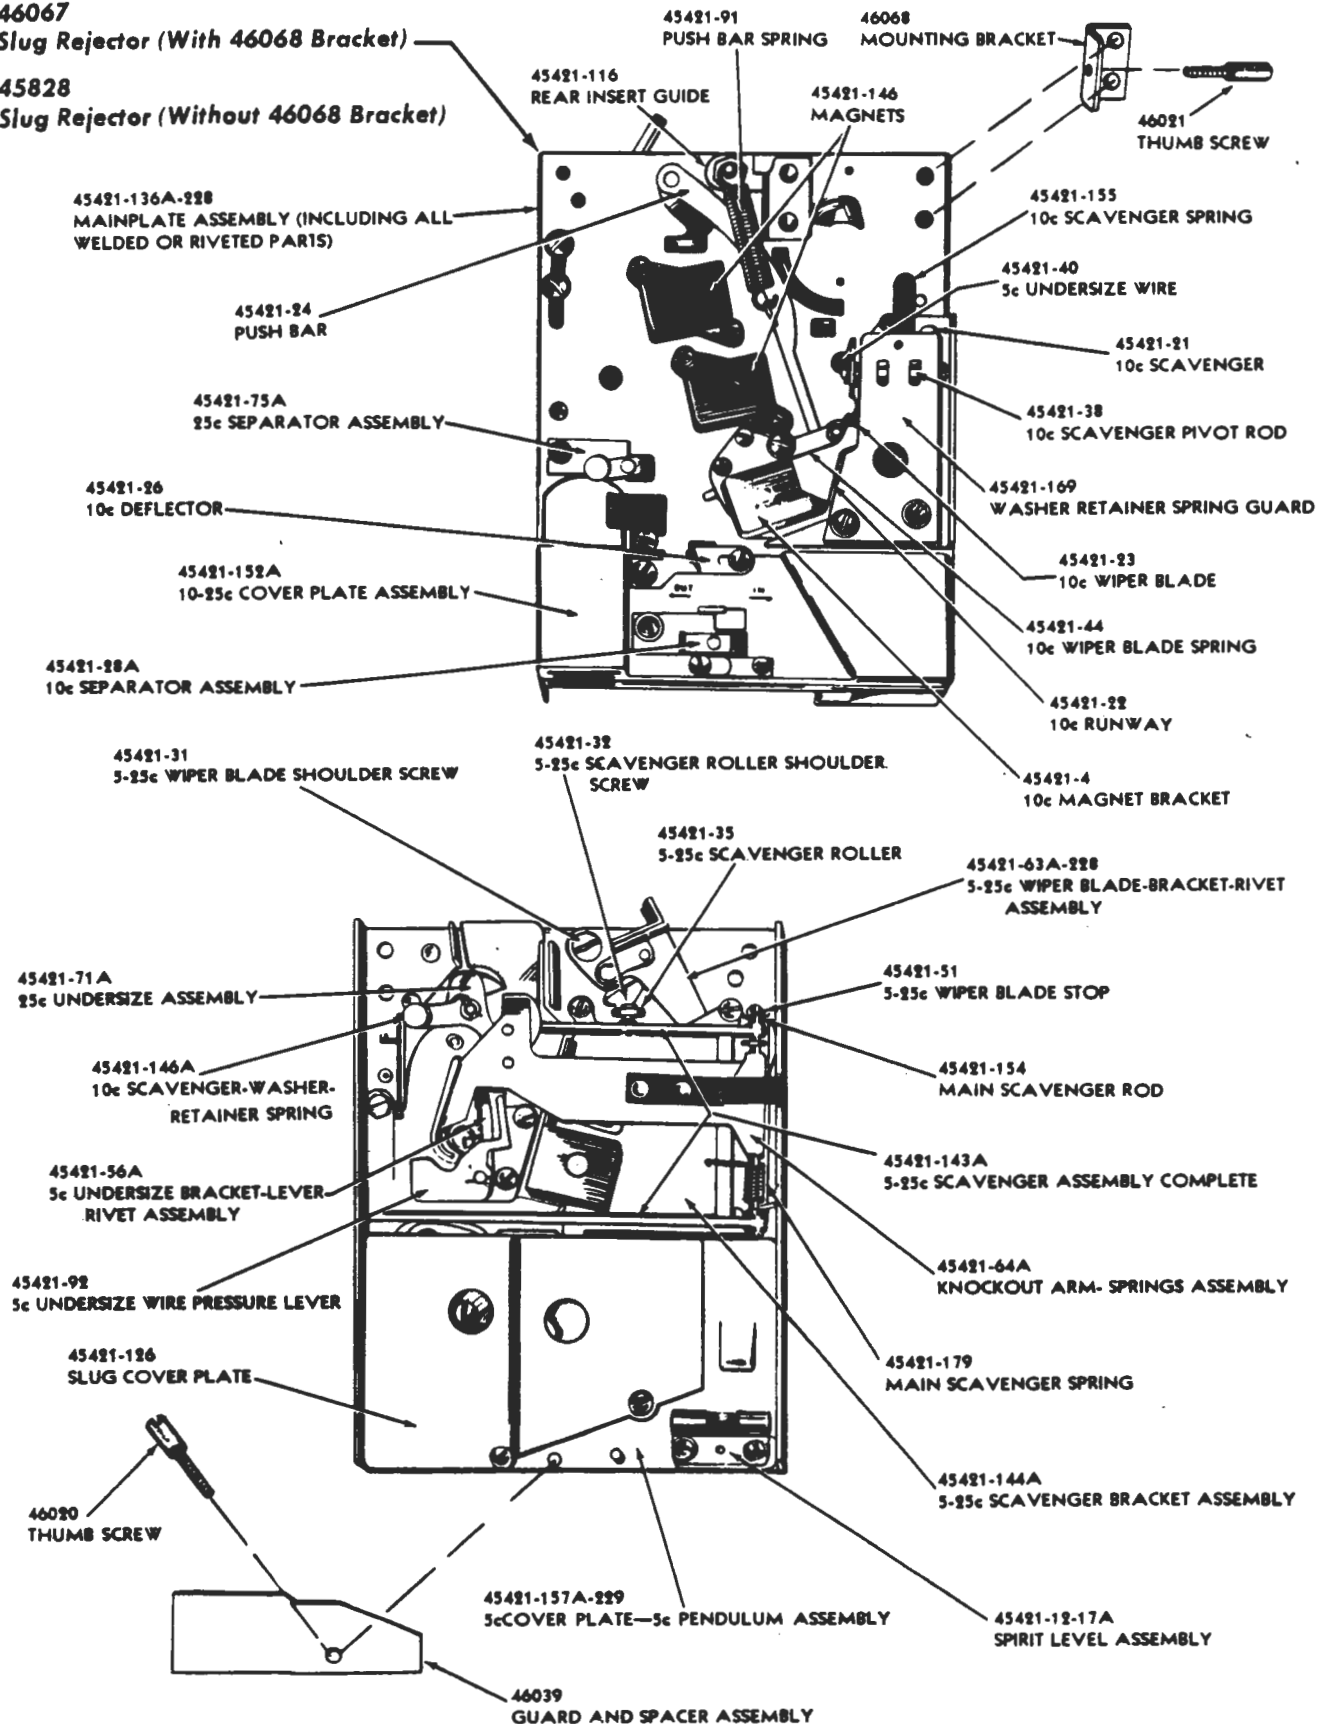 46067
Slug Rejector (With 46068 Bracket)
45828
Slug Rejector (Without 46068 Bracket)
45421-91
PUSH BAR SPRING
46068
MOUNTING BRACKET
45421-116
REAR INSERT GUIDE
45421-146
MAGNETS
46021
THUMB SCREW
45421-136A-228
MAINPLATE ASSEMBLY (INCLUDING ALL
WELDED OR RIVETED PARTS)
45421-155
10c SCAVENGER SPRING
45421-40
5c UNDERSIZE WIRE
45421-24
PUSH BAR
45421-21
10c SCAVENGER
45421-75A
25c SEPARATOR ASSEMBLY
45421-38
10c SCAVENGER PIVOT ROD
45421-26
10c DEFLECTOR
45421-169
WASHER RETAINER SPRING GUARD
45421-152A
10-25c COVER PLATE ASSEMBLY
45421-23
10c WIPER BLADE
OUT
IN
45421-44
10c WIPER BLADE SPRING
45421-28A
10c SEPARATOR ASSEMBLY
45421-22
10c RUNWAY
45421-4
10c MAGNET BRACKET
45421-31
5-25c WIPER BLADE SHOULDER SCREW
45421-32
5-25c SCAVENGER ROLLER SHOULDER
SCREW
45421-35
5-25c SCAVENGER ROLLER
45421-63A-228
5-25c WIPER BLADE-BRACKET-RIVET
ASSEMBLY
45421-71A
25c UNDERSIZE ASSEMBLY
45421-51
5-25c WIPER BLADE STOP
45421-146A
10c SCAVENGER-WASHER-
RETAINER SPRING
45421-154
MAIN SCAVENGER ROD
45421-56A
5c UNDERSIZE BRACKET-LEVER
RIVET ASSEMBLY
45421-143A
5-25c SCAVENGER ASSEMBLY COMPLETE
45421-92
5c UNDERSIZE WIRE PRESSURE LEVER
45421-64A
KNOCKOUT ARM- SPRINGS ASSEMBLY
45421-126
SLUG COVER PLATE
45421-179
MAIN SCAVENGER SPRING
46020
THUMB SCREW
45421-144A
5-25c SCAVENGER BRACKET ASSEMBLY
45421-157A-229
5cCOVER PLATE—5c PENDULUM ASSEMBLY
45421-12-17A
SPIRIT LEVEL ASSEMBLY
46039
GUARD AND SPACER ASSEMBLY